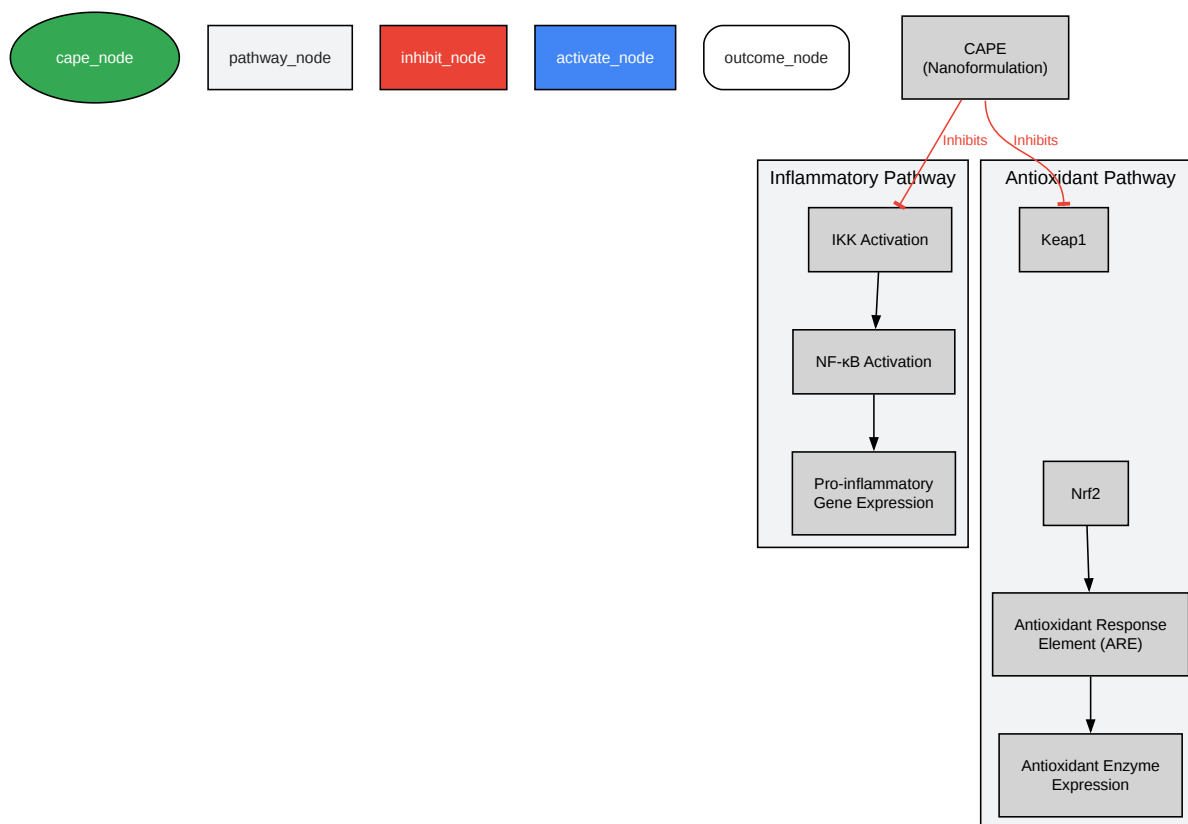 cape_node
pathway_node
inhibit_node
activate_node
outcome_node
CAPE
(Nanoformulation)
Inhibits
Inhibits
Inflammatory Pathway
Antioxidant Pathway
IKK Activation
Keap1
NF-κB Activation
Pro-inflammatory
Gene Expression
Nrf2
Antioxidant Response
Element (ARE)
Antioxidant Enzyme
Expression